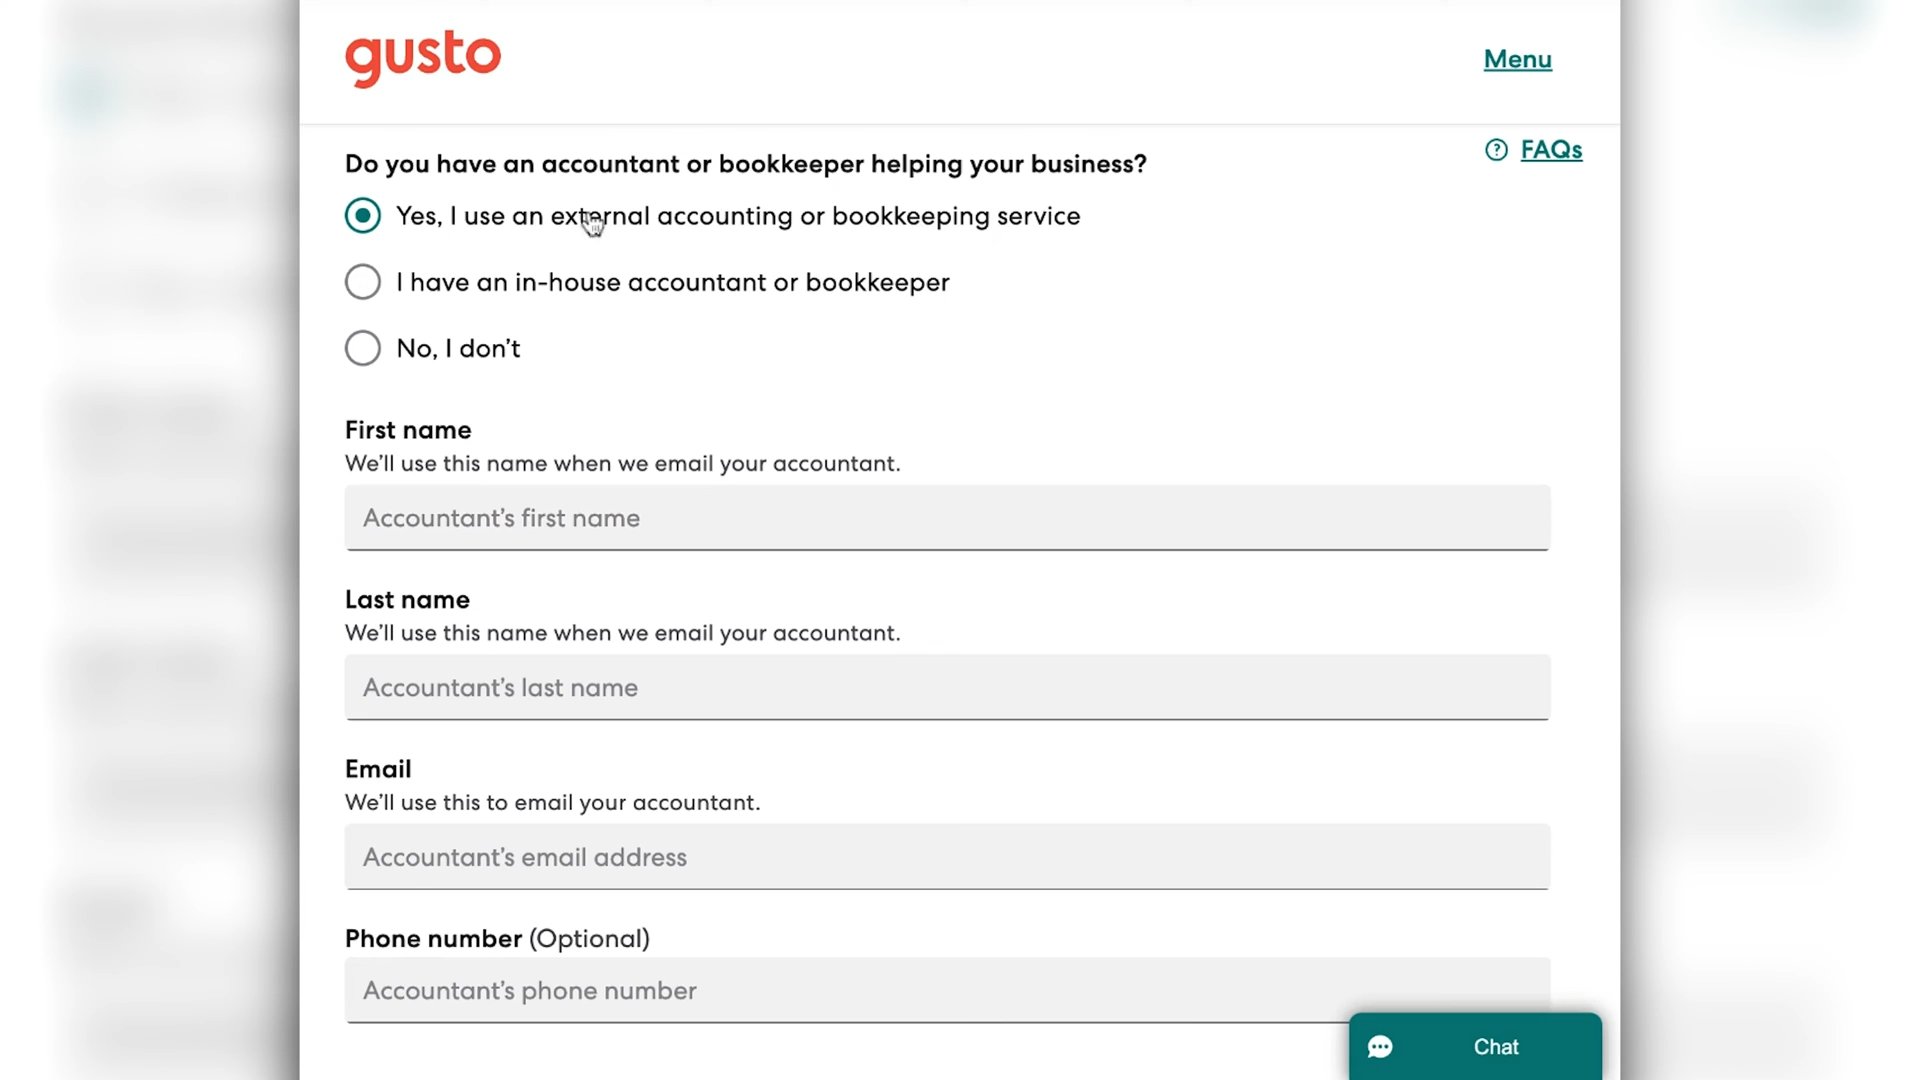 gusto
Menu
FAQs
Do you have an accountant or bookkeeper helping your business?
Yes, I use an external accounting or bookkeeping service
I have an in-house accountant or bookkeeper
No, I don’t
First name
We’ll use this name when we email your accountant.
Accountant’s first name
Last name
We’ll use this name when we email your accountant.
Accountant’s last name
Email
We’ll use this to email your accountant.
Accountant’s email address
Phone number (Optional)
Accountant’s phone number
Chat